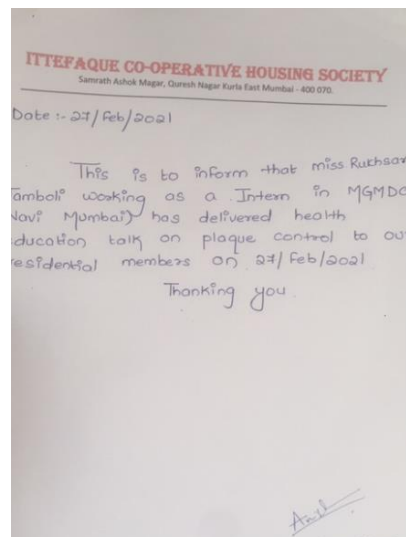 ITTEFAQUE CO-OPERATIVE HOUSING SOCIETY
Samrath Ashok Magar, Quresh Nagar Kurla East Mumbai - 400 070.
Date :- 27/Feb/2021
This is to inform that miss. Rukhsar
Tamboli working as a Intern in MGMDC
Navi Mumbai) has delivered health
education talk on plaque control to our
residential members on 27/Feb/2021
Thanking you